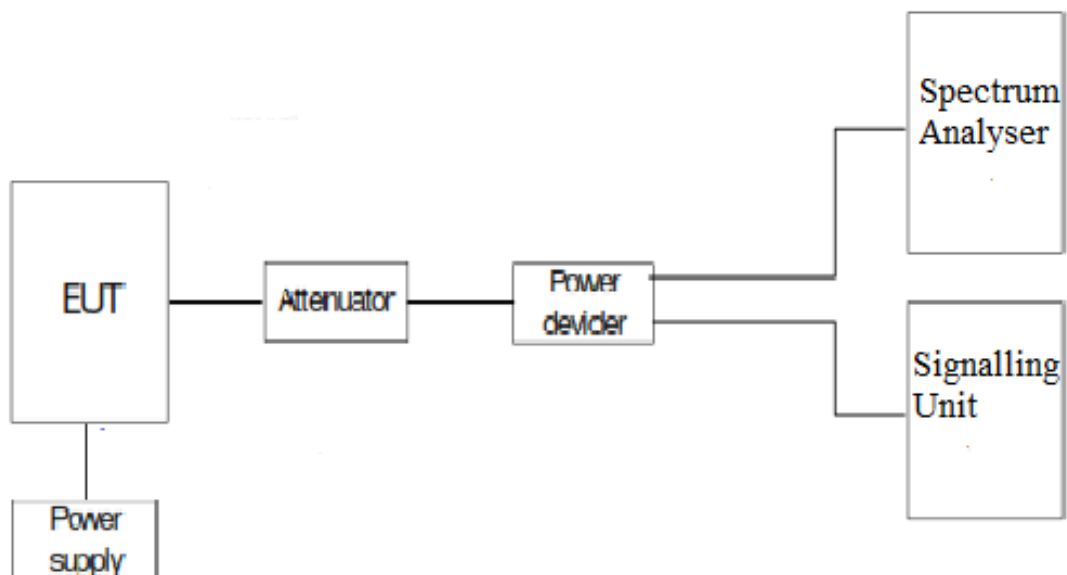 Spectrum
Analyser
EUT
Attenuator
Power
devider
Signalling
Unit
Power
supply